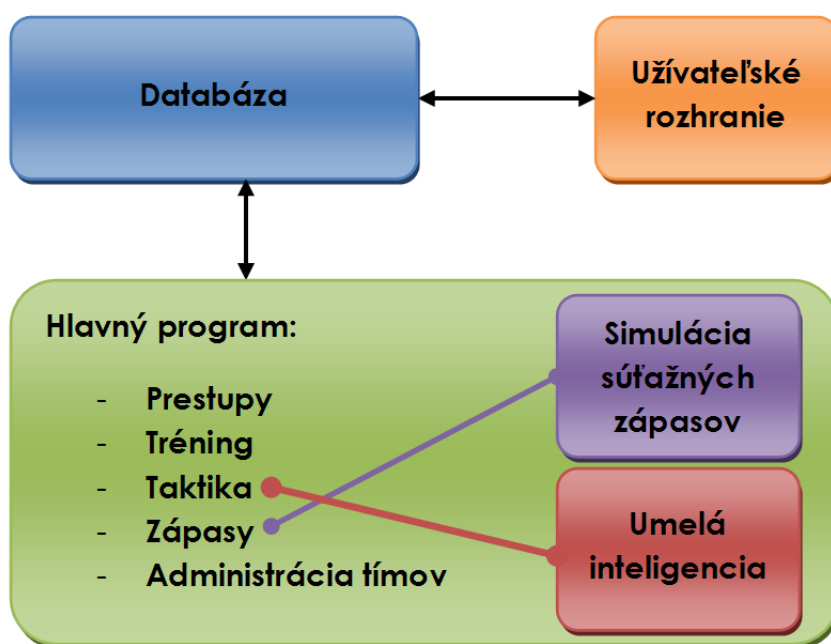 Databáza
Užívateľské
rozhranie
Hlavný program:
- Prestupy
- Tréning
- Taktika
- Zápasy
- Administrácia tímov
Simulácia
súťažných
zápasov
Umelá
inteligencia